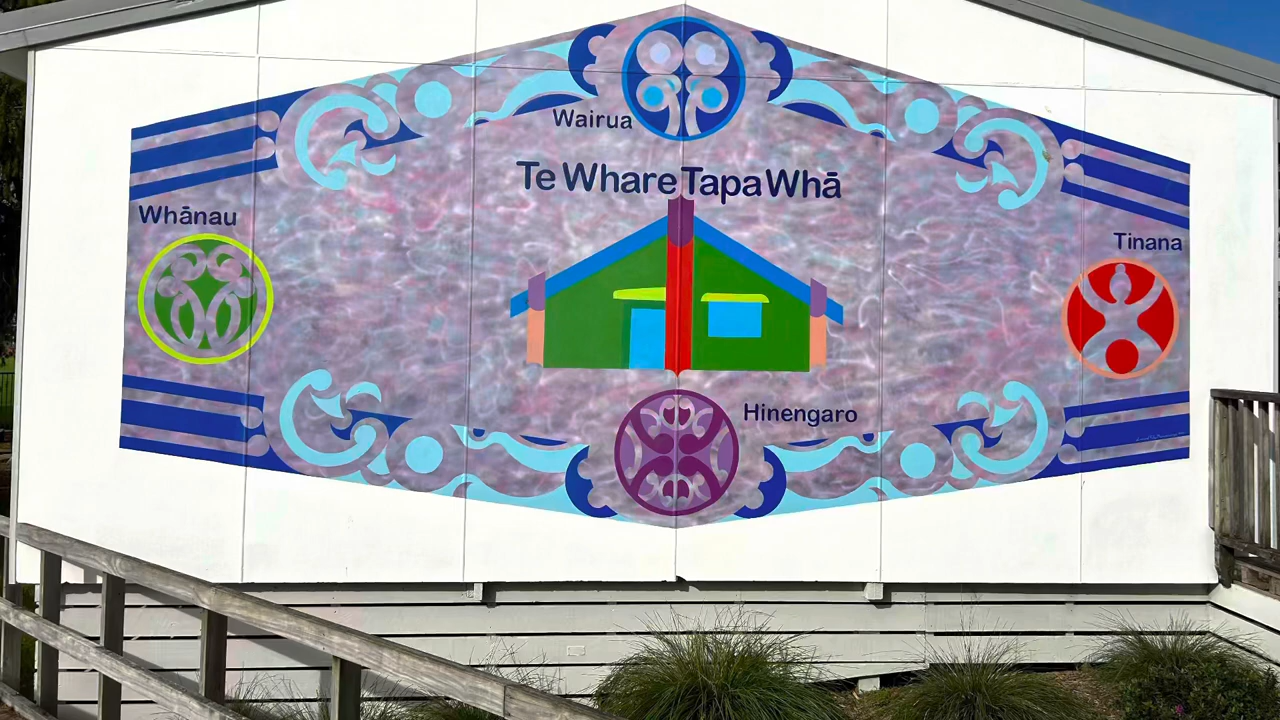 Wairua
Te Whare Tapa Whā
Whānau
Tinana
Hinengaro